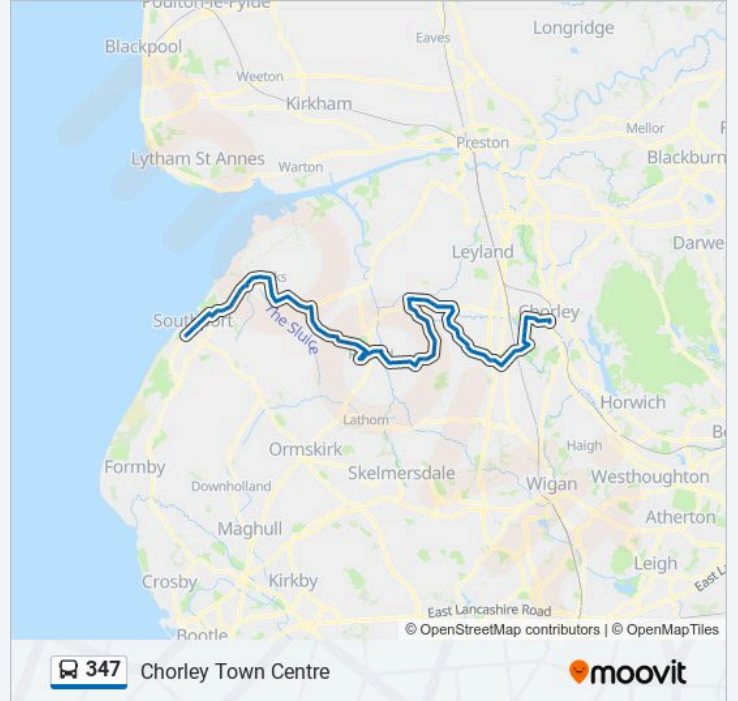 Poulton-le-Fylde
Longridge
Eaves
Blackpool
Weeton
Kirkham
Mellor
Preston
Lytham St Annes
Warton
Blackburn
Leyland
Darwe
ks
Southport
The Sluice
Chorley
Horwich
Lathom
Ormskirk
Haigh
Skelmersdale
Westhoughton
Formby
Downholland
Wigan
Atherton
Maghull
Leigh
Crosby
Kirkby
East L
East Lancashire Road
Bootle
© OpenStreetMap contributors | © OpenMapTiles
347 Chorley Town Centre
moovit